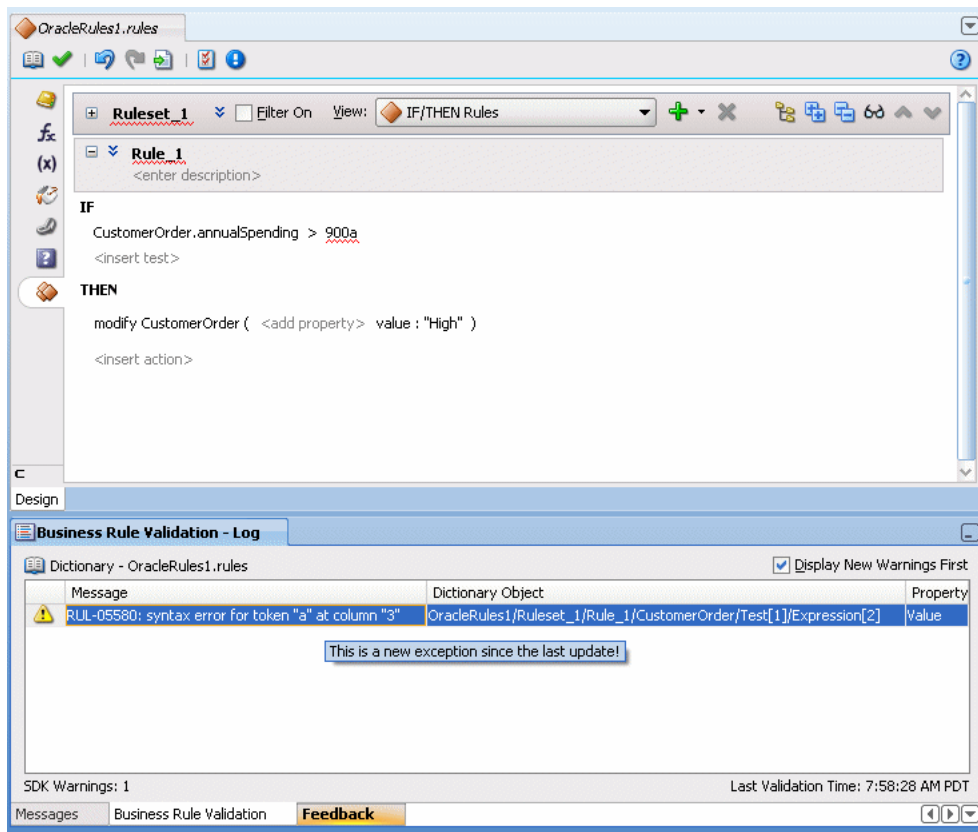 OracleRules1.rules
Ruleset_1 Filter On View: IF/THEN Rules
fx
(x)
Rule_1
<enter description>
IF
CustomerOrder.annualSpending > 900a
<insert test>
THEN
modify CustomerOrder ( <add property> value : "High" )
<insert action>
Design
Business Rule Validation - Log
Dictionary - OracleRules1.rules Display New Warnings First
Message Dictionary Object Property
RUL-05580: syntax error for token "a" at column "3" OracleRules1/Ruleset_1/Rule_1/CustomerOrder/Test[1]/Expression[2] Value
This is a new exception since the last update!
SDK Warnings: 1 Last Validation Time: 7:58:28 AM PDT
Messages Business Rule Validation Feedback